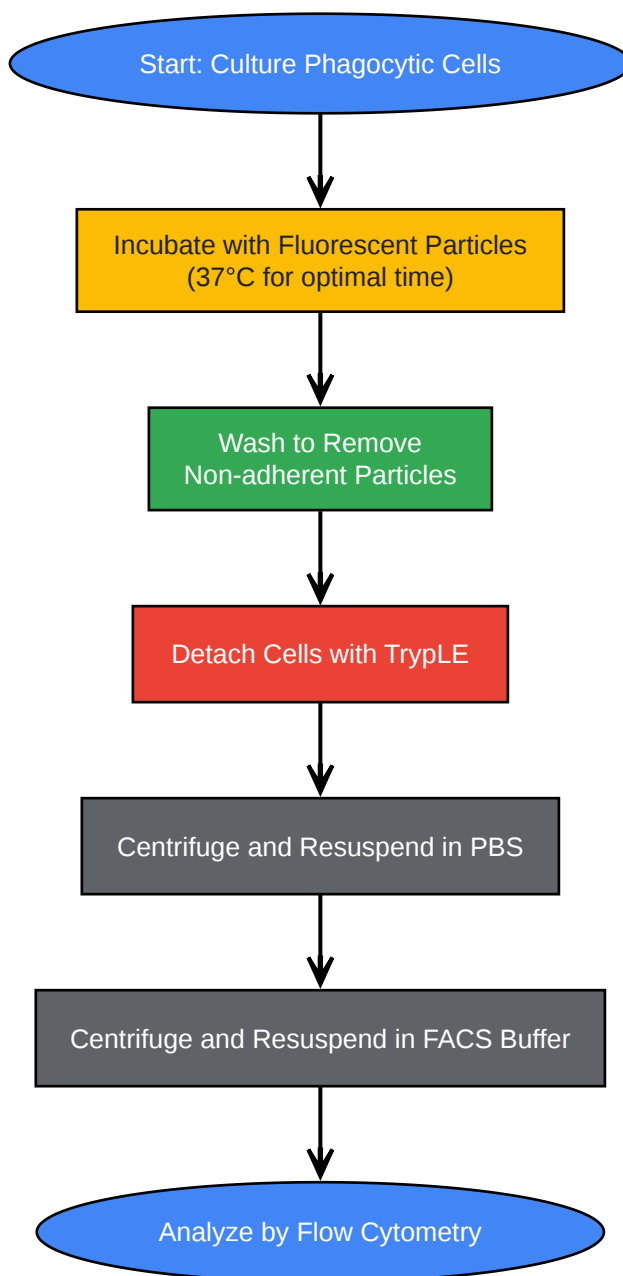 Start: Culture Phagocytic Cells
Incubate with Fluorescent Particles
(37°C for optimal time)
Wash to Remove
Non-adherent Particles
Detach Cells with TrypLE
Centrifuge and Resuspend in PBS
Centrifuge and Resuspend in FACS Buffer
Analyze by Flow Cytometry